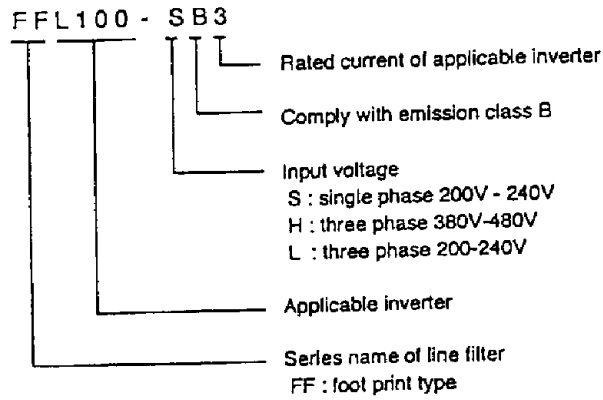 FFL100-SB3
Rated current of applicable inverter
Comply with emission class B
Input voltage
S : single phase 200V - 240V
H : three phase 380V-480V
L : three phase 200-240V
Applicable inverter
Series name of line filter
FF : foot print type